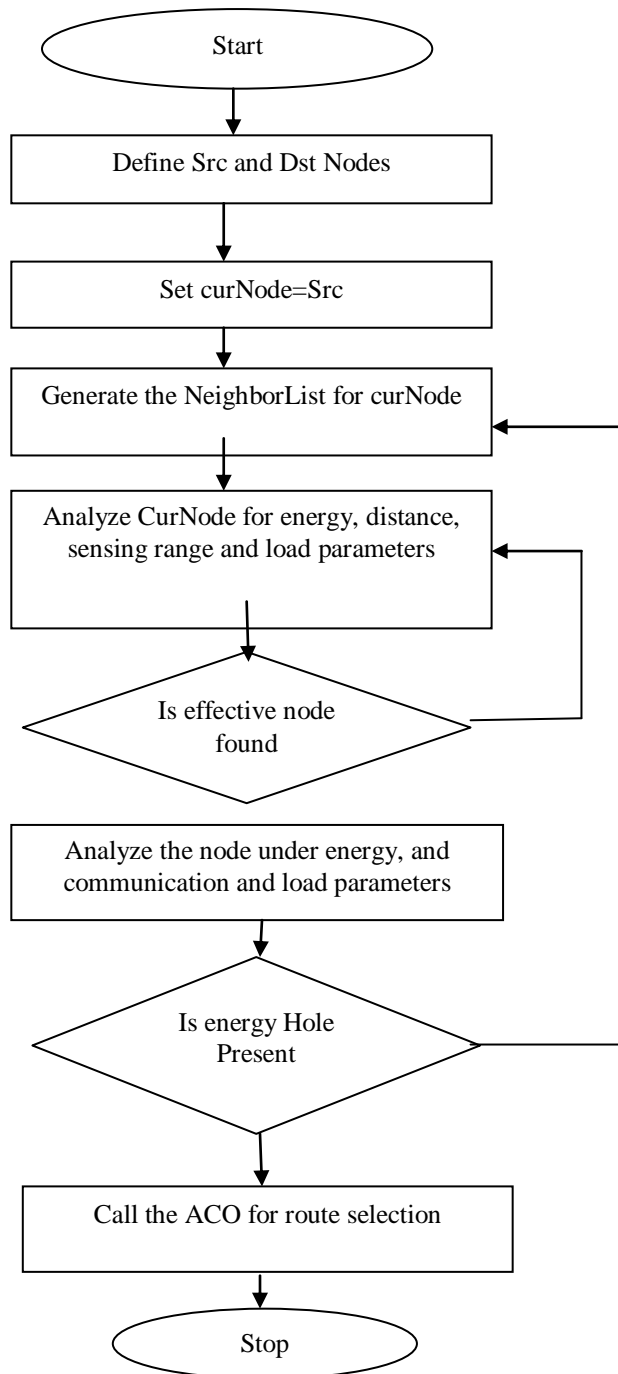 Start
Define Src and Dst Nodes
Set curNode=Src
Generate the NeighborList for curNode
Analyze CurNode for energy, distance,
sensing range and load parameters
Is effective node
found
Analyze the node under energy, and
communication and load parameters
Is energy Hole
Present
Call the ACO for route selection
Stop